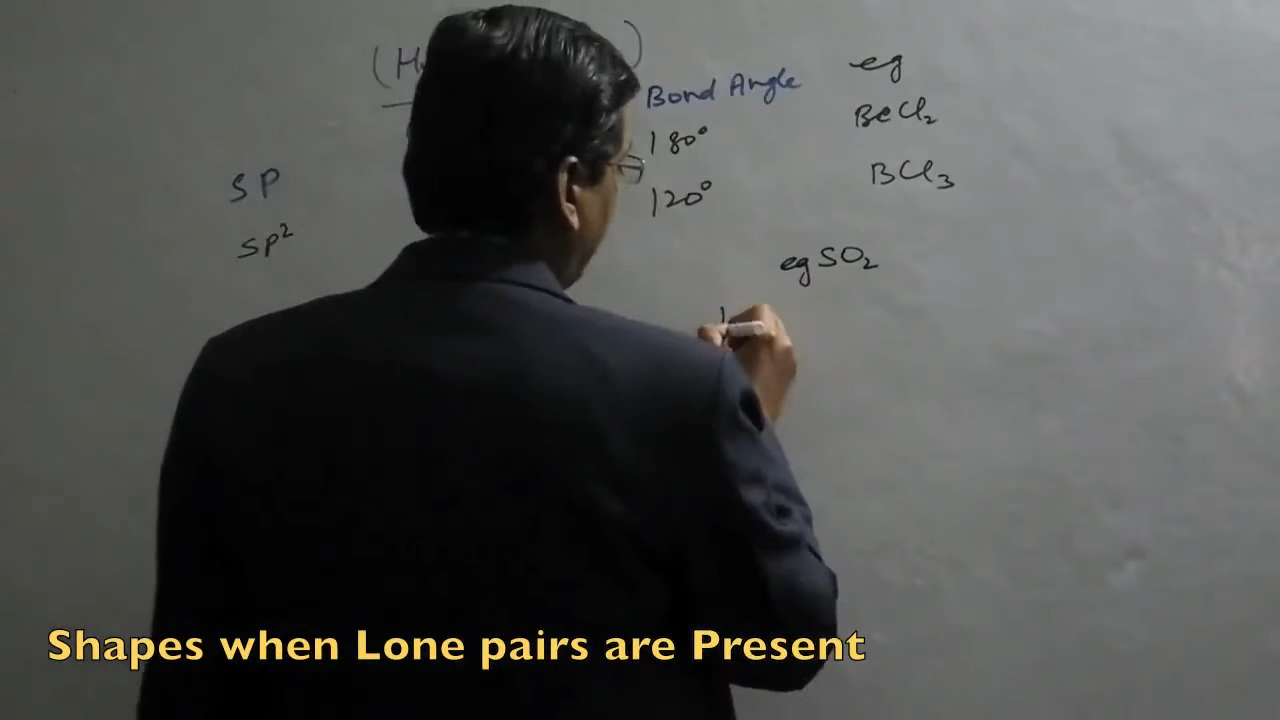 (H )
Bond Angle eg
SP 180° BeCl2
SP² 120° BCl3
eg SO2
Shapes when Lone pairs are Present